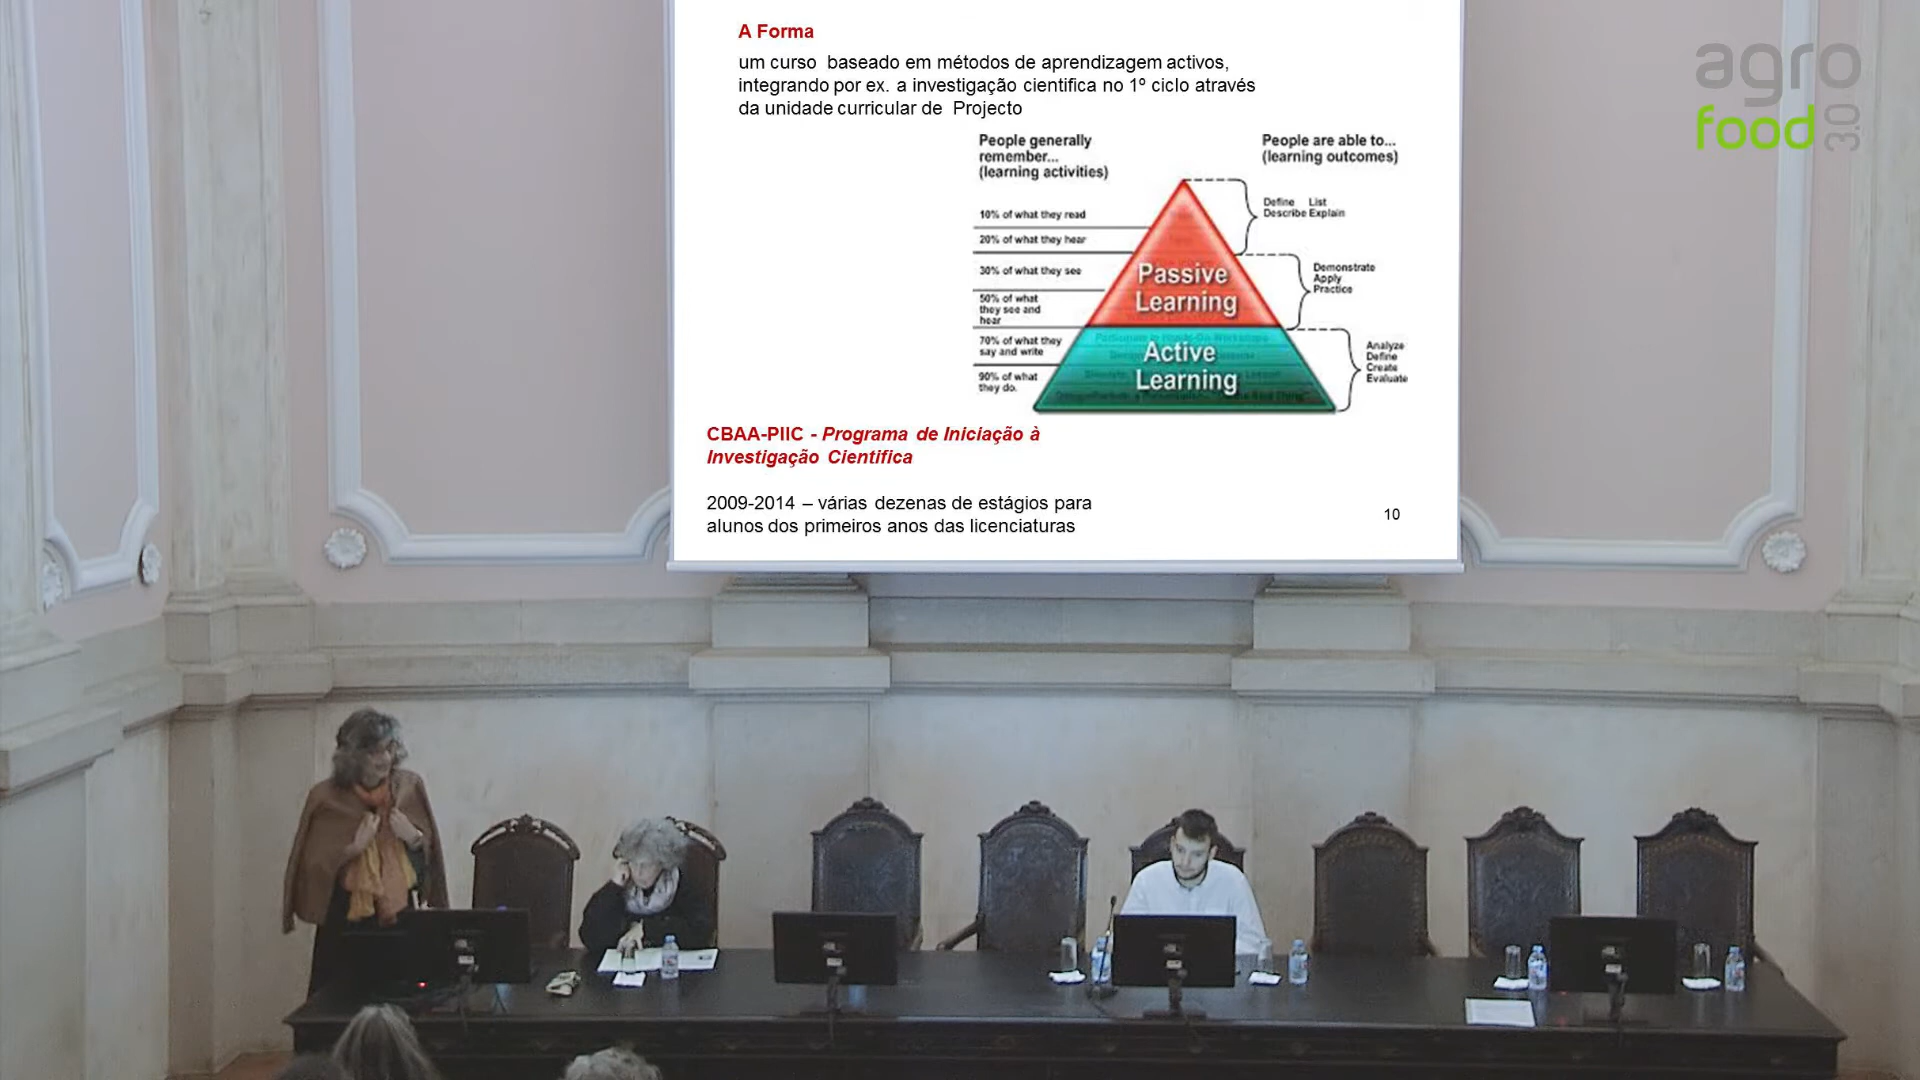 A Forma
um curso baseado em métodos de aprendizagem activos,
integrando por ex. a investigação cientifica no 1º ciclo através
da unidade curricular de Projecto
People generally
remember...
(learning activities)
People are able to...
(learning outcomes)
10% of what they read
20% of what they hear
30% of what they see
50% of what
they see and
hear
70% of what they
say and write
90% of what
they do.
Passive
Learning
Active
Learning
Define List
Describe Explain
Demonstrate
Apply
Practice
Analyze
Define
Create
Evaluate
CBAA-PIIC - Programa de Iniciação à
Investigação Cientifica
2009-2014 – várias dezenas de estágios para
alunos dos primeiros anos das licenciaturas
10
agro
food
3.0